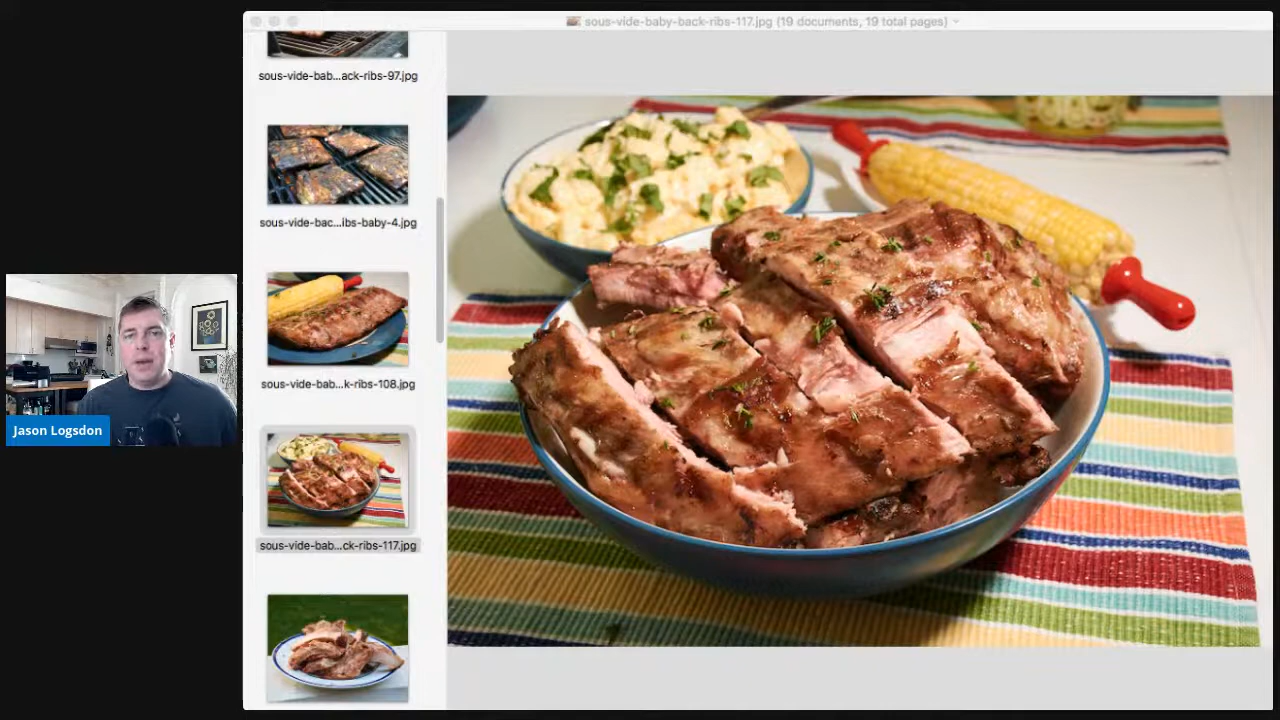 sous-vide-baby-back-ribs-117.jpg (19 documents, 19 total pages)
sous-vide-bab...ack-ribs-97.jpg
sous-vide-bac...ibs-baby-4.jpg
sous-vide-bab...k-ribs-108.jpg
sous-vide-bab...ck-ribs-117.jpg
Jason Logsdon